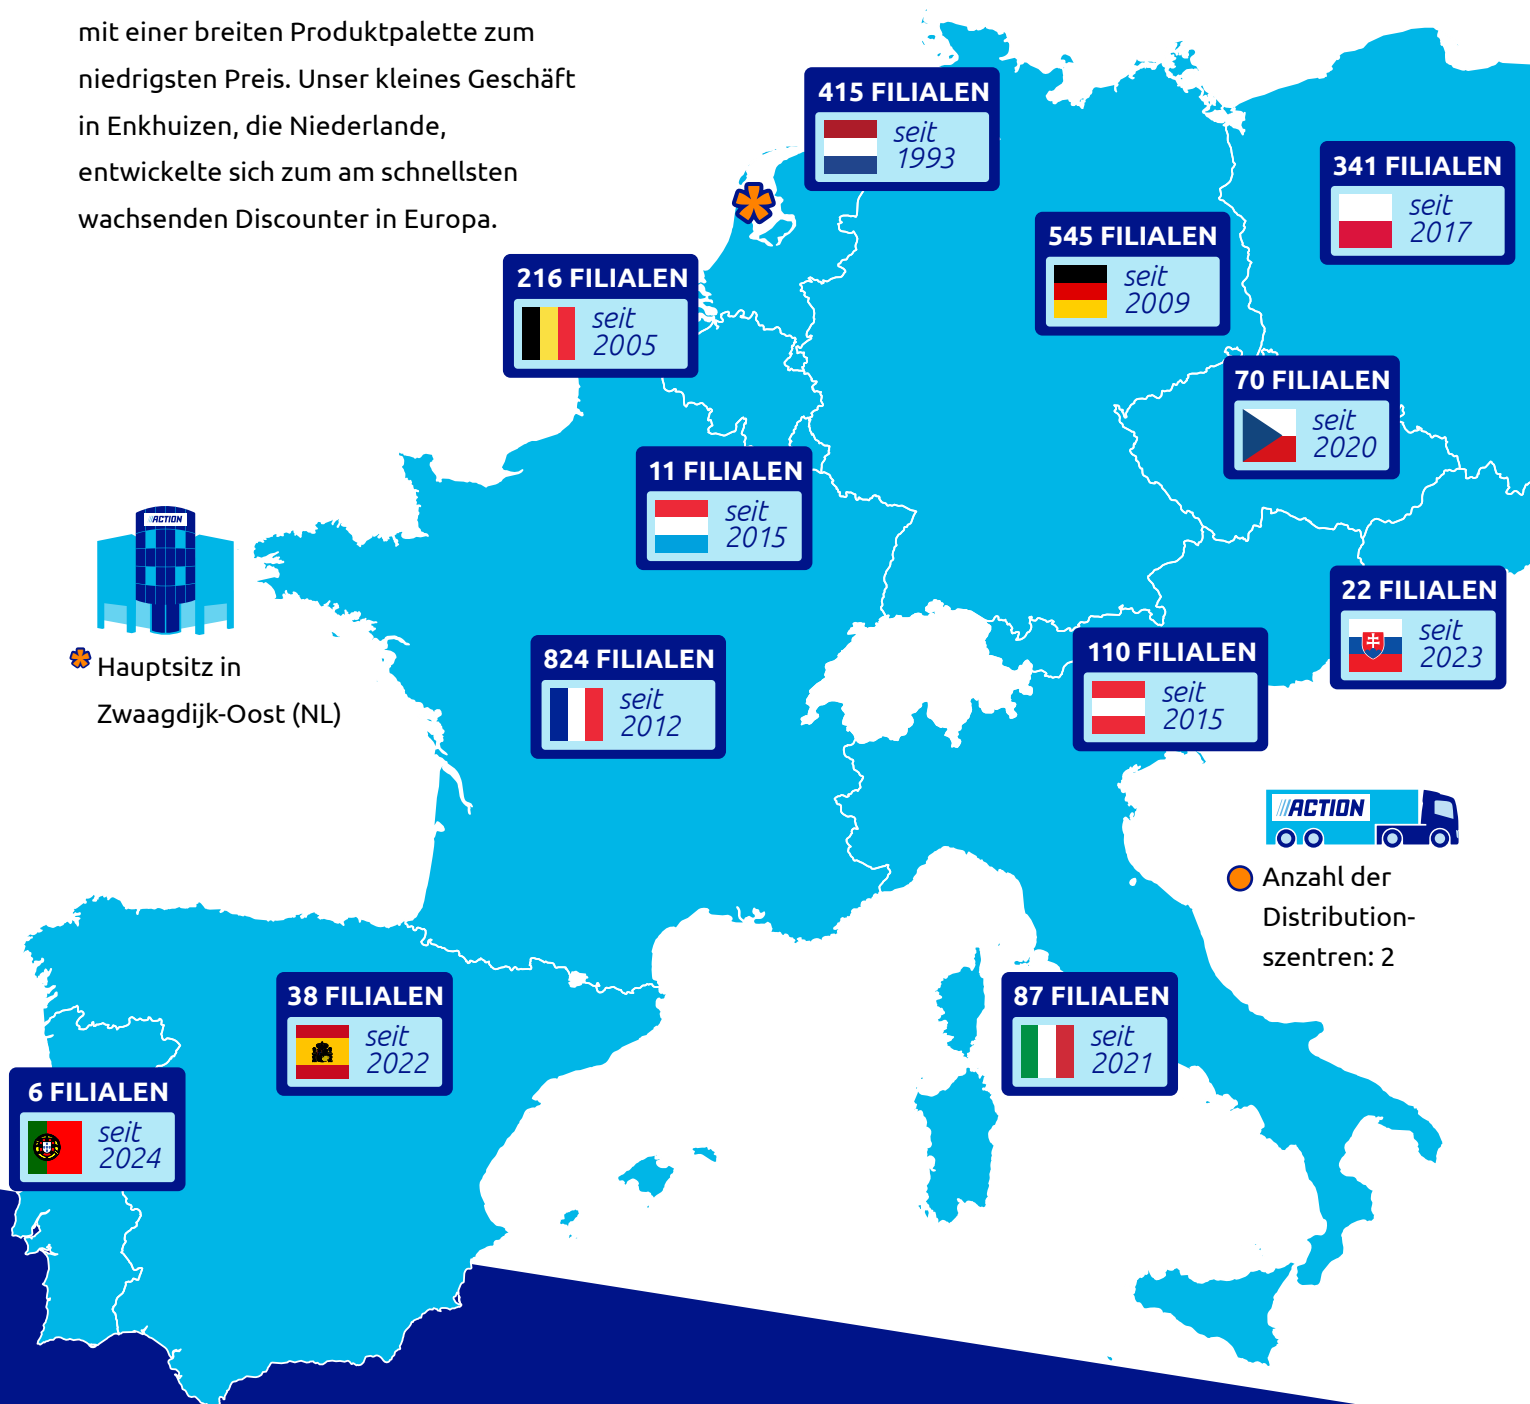 mit einer breiten Produktpalette zum
niedrigsten Preis. Unser kleines Geschäft
in Enkhuizen, die Niederlande,
entwickelte sich zum am schnellsten
wachsenden Discounter in Europa.
415 FILIALEN
seit
1993
341 FILIALEN
seit
2017
545 FILIALEN
seit
2009
216 FILIALEN
seit
2005
70 FILIALEN
seit
2020
11 FILIALEN
seit
2015
ACTION
Hauptsitz in
Zwaagdijk-Oost (NL)
22 FILIALEN
seit
2023
824 FILIALEN
seit
2012
110 FILIALEN
seit
2015
ACTION
Anzahl der
Distribution-
szentren: 2
38 FILIALEN
seit
2022
87 FILIALEN
seit
2021
6 FILIALEN
seit
2024